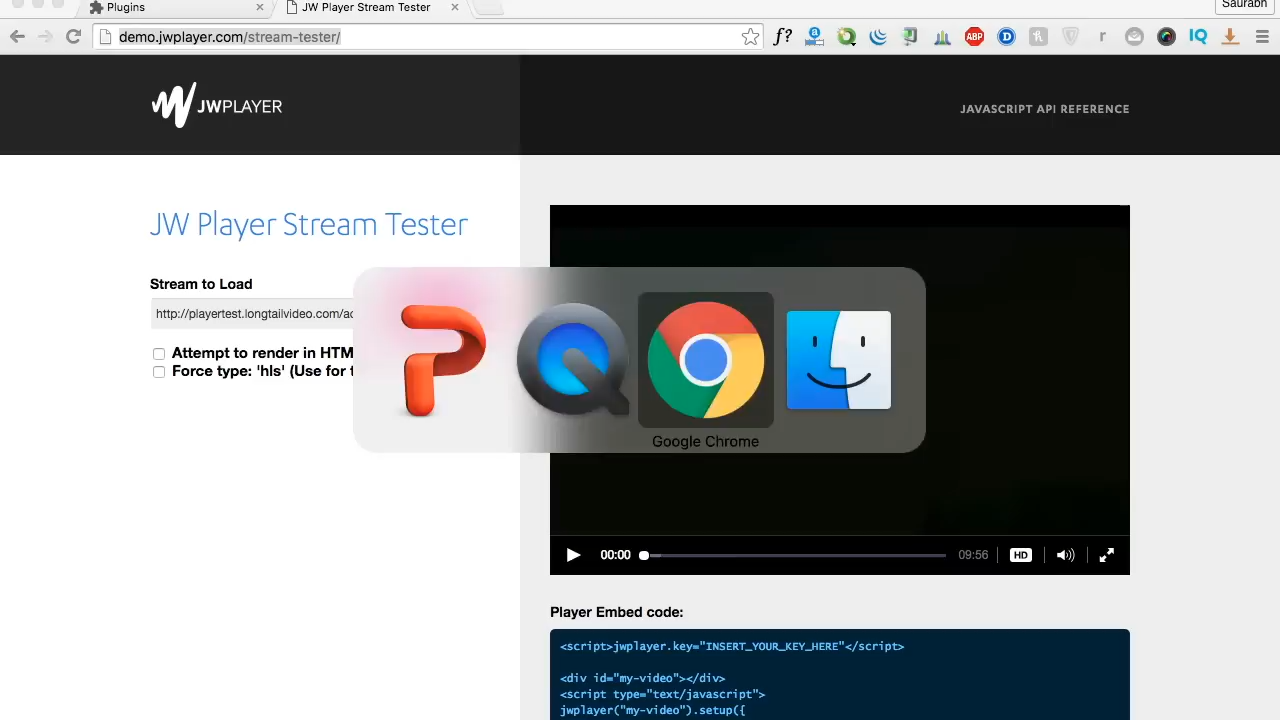 Plugins
JW Player Stream Tester
Saurabh
demo.jwplayer.com/stream-tester/
f?
ABP
D
r
IQ
JWPLAYER
JAVASCRIPT API REFERENCE
JW Player Stream Tester
Stream to Load
http://playertest.longtailvideo.com/ad
Attempt to render in HTM
Force type: 'hls' (Use for t
Google Chrome
00:00
09:56
HD
Player Embed code:
<script>jwplayer.key="INSERT_YOUR_KEY_HERE"</script>
<div id="my-video"></div>
<script type="text/javascript">
jwplayer("my-video").setup({